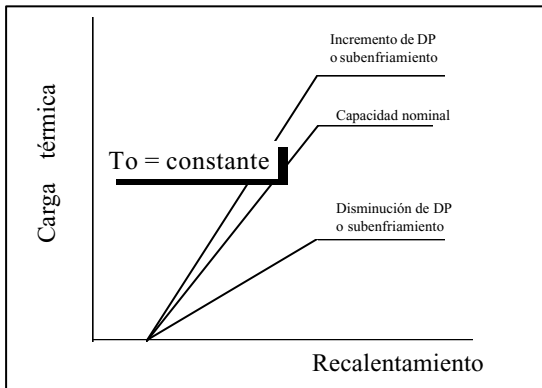 Incremento de DP
o subenfriamiento
Capacidad nominal
To = constante
Disminución de DP
o subenfriamiento
Carga térmica
Recalentamiento